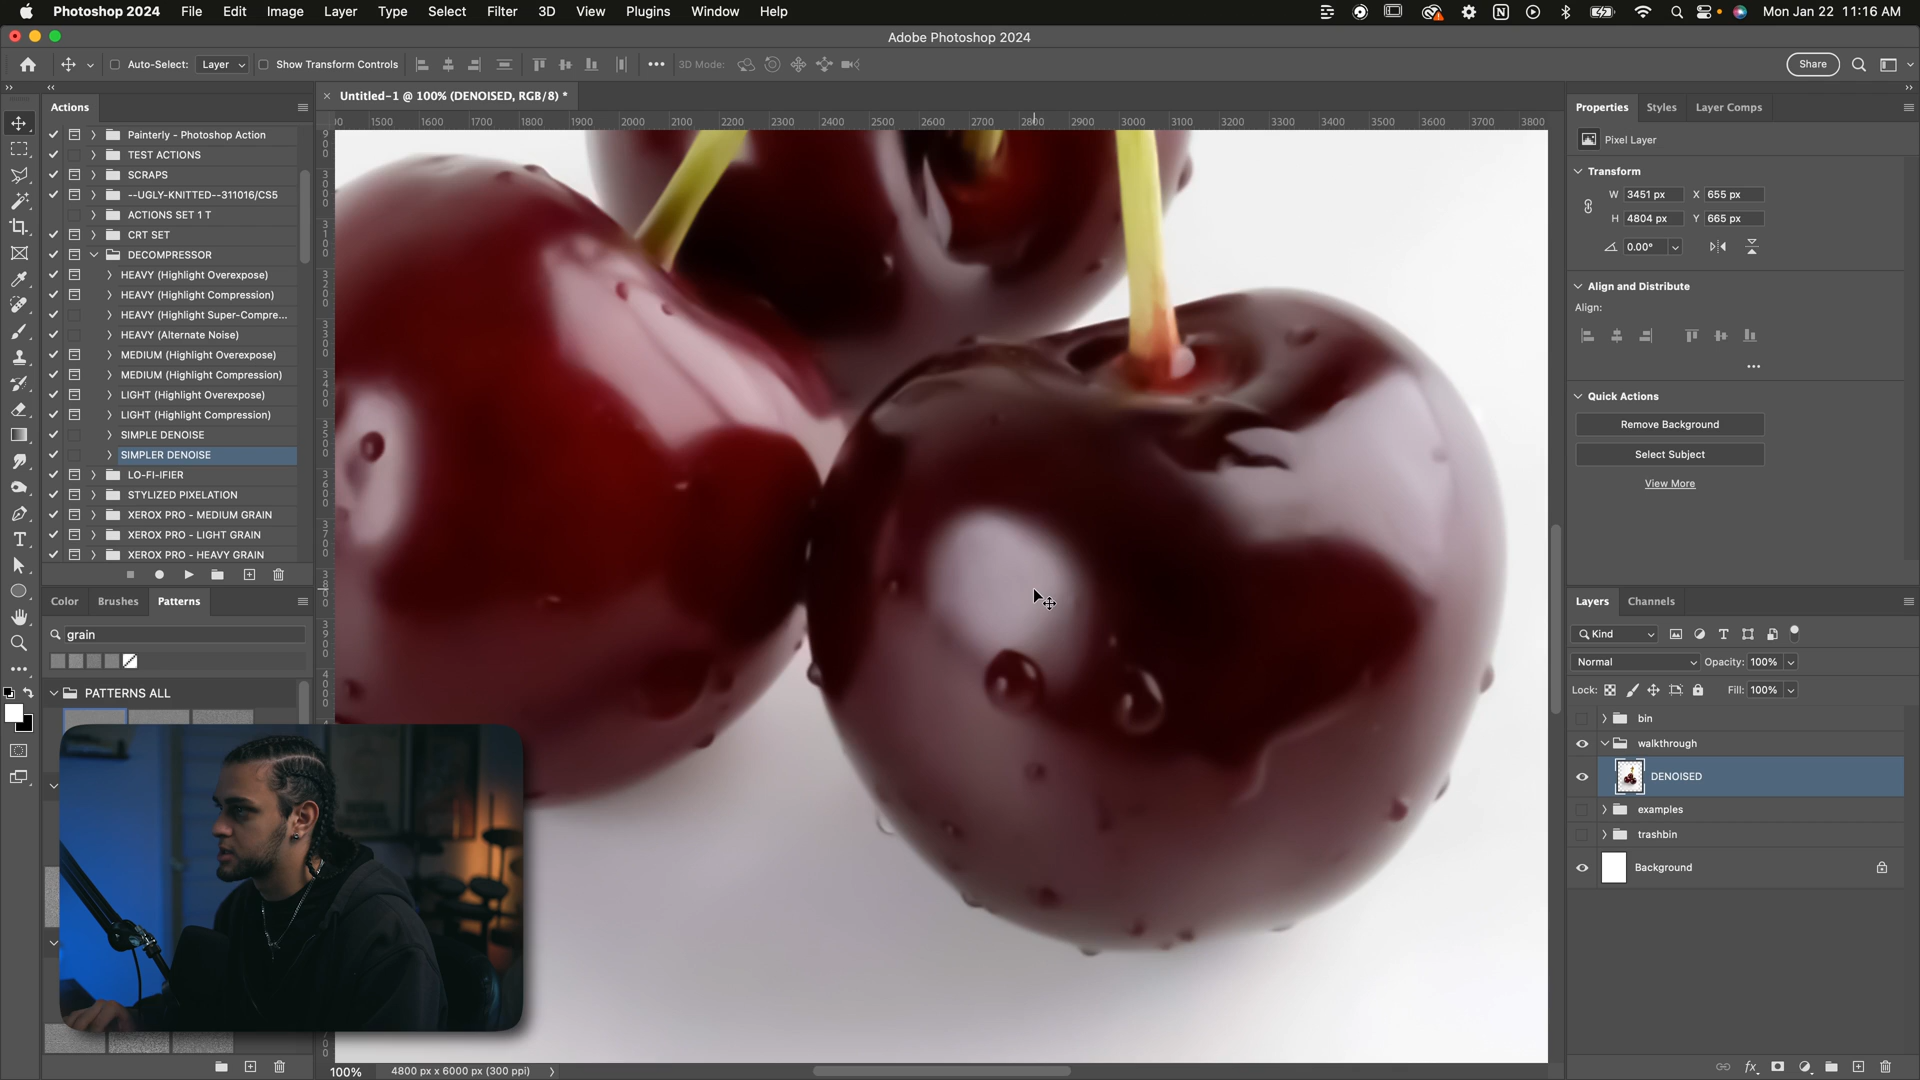 Photoshop 2024 File Edit Image Layer Type Select Filter 3D View Plugins Window Help Mon Jan 22 11:16 AM
Adobe Photoshop 2024
Auto-Select: Layer Show Transform Controls 3D Mode: Share
Actions
Painterly - Photoshop Action
TEST ACTIONS
SCRAPS
--UGLY-KNITTED--311016/CS5
ACTIONS SET 1 T
CRT SET
DECOMPRESSOR
HEAVY (Highlight Overexpose)
HEAVY (Highlight Compression)
HEAVY (Highlight Super-Compre...
HEAVY (Alternate Noise)
MEDIUM (Highlight Overexpose)
MEDIUM (Highlight Compression)
LIGHT (Highlight Overexpose)
LIGHT (Highlight Compression)
SIMPLE DENOISE
SIMPLER DENOISE
LO-FI-IFIER
STYLIZED PIXELATION
XEROX PRO - MEDIUM GRAIN
XEROX PRO - LIGHT GRAIN
XEROX PRO - HEAVY GRAIN
Color Brushes Patterns
grain
PATTERNS ALL
Untitled-1 @ 100% (DENOISED, RGB/8) *
1500 1600 1700 1800 1900 2000 2100 2200 2300 2400 2500 2600 2700 2800 2900 3000 3100 3200 3300 3400 3500 3600 3700 3800
100% 4800 px x 6000 px (300 ppi)
Properties Styles Layer Comps
Pixel Layer
Transform
W 3451 px X 655 px
H 4804 px Y 665 px
0.00°
Align and Distribute
Align:
Quick Actions
Remove Background
Select Subject
View More
Layers Channels
Kind
Normal Opacity: 100%
Lock: Fill: 100%
bin
walkthrough
DENOISED
examples
trashbin
Background